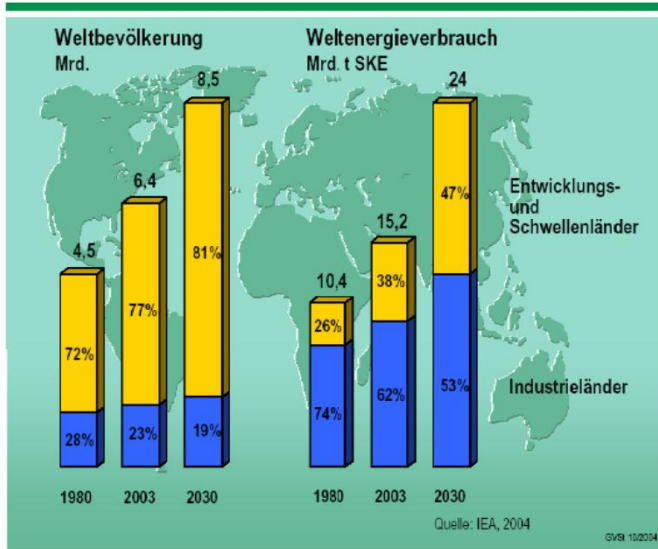 Weltbevölkerung
Mrd.
4,5
72%
28%
1980
6,4
77%
23%
2003
8,5
81%
19%
2030
Weltenergieverbrauch
Mrd. t SKE
10,4
26%
74%
1980
15,2
38%
62%
2003
24
47%
53%
2030
Entwicklungs-
und
Schwellenländer
Industrieländer
Quelle: IEA, 2004
GVSt 10/2004